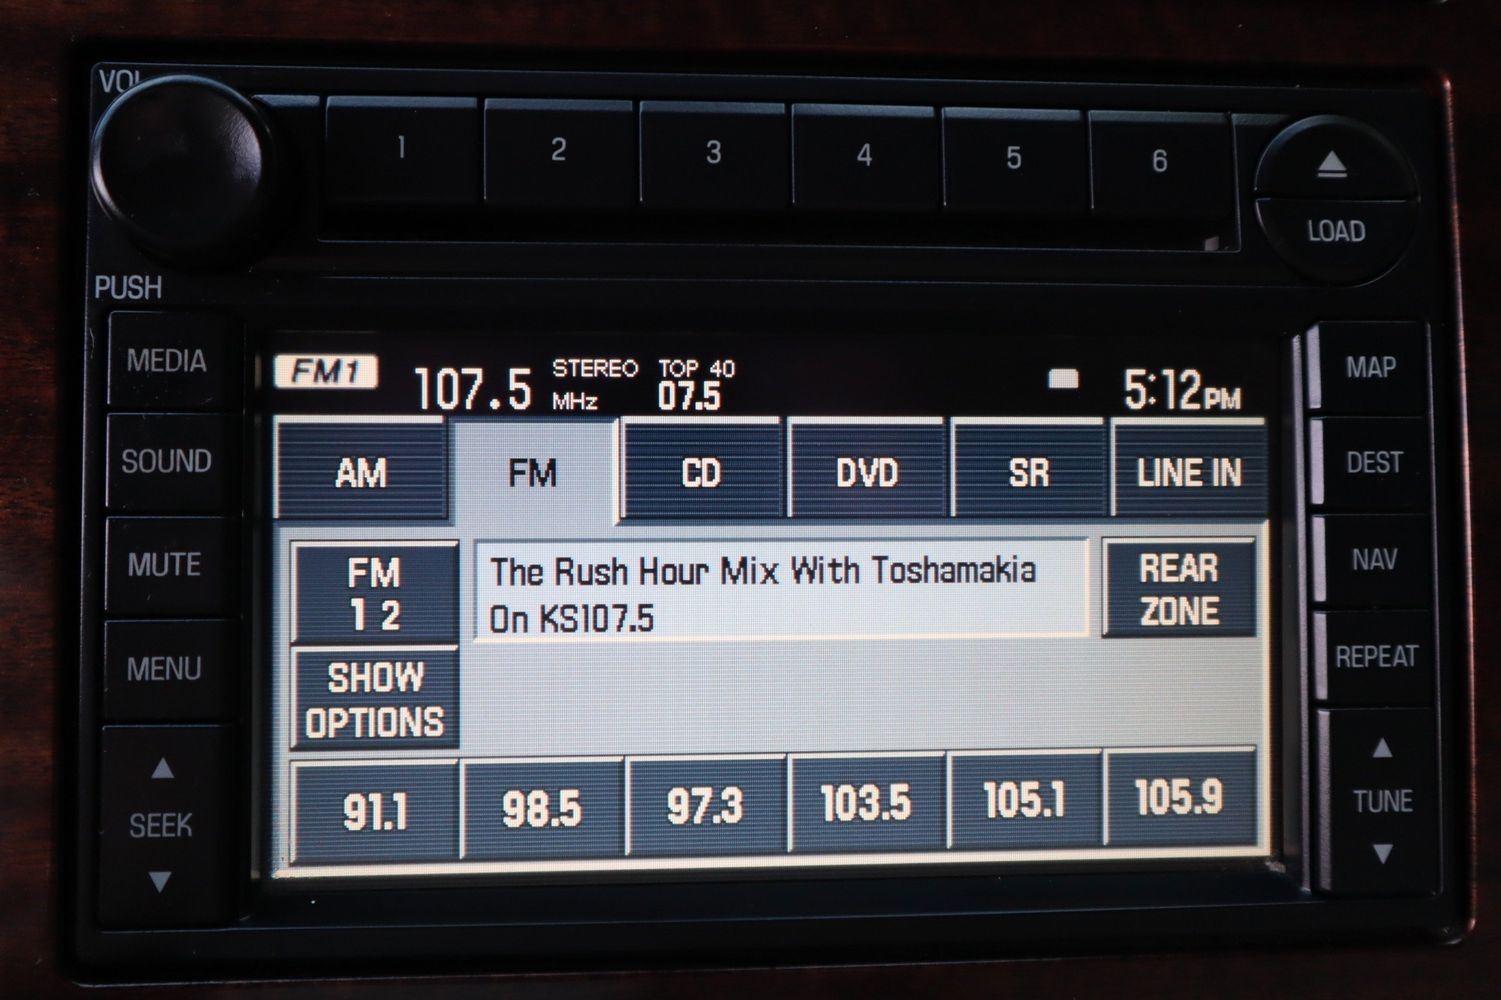 VOL
1 2 3 4 5 6
LOAD
PUSH
MEDIA
SOUND
MUTE
MENU
SEEK
FM1 107.5 STEREO TOP 40 5:12PM
MHz 07.5
AM FM CD DVD SR LINE IN
FM
1 2
The Rush Hour Mix With Toshamakia
On KS107.5
REAR
ZONE
SHOW
OPTIONS
91.1 98.5 97.3 103.5 105.1 105.9
MAP
DEST
NAV
REPEAT
TUNE